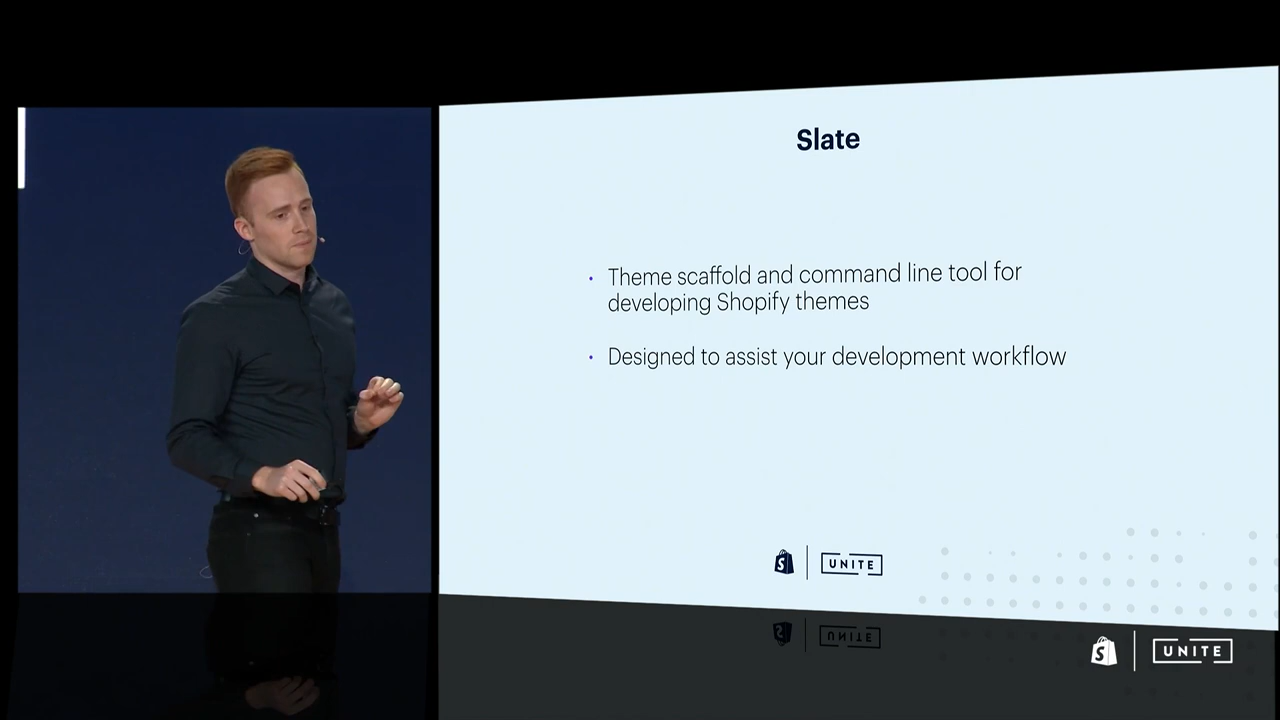 Slate
· Theme scaffold and command line tool for
developing Shopify themes
· Designed to assist your development workflow
S UNITE
UNITE
S UNITE